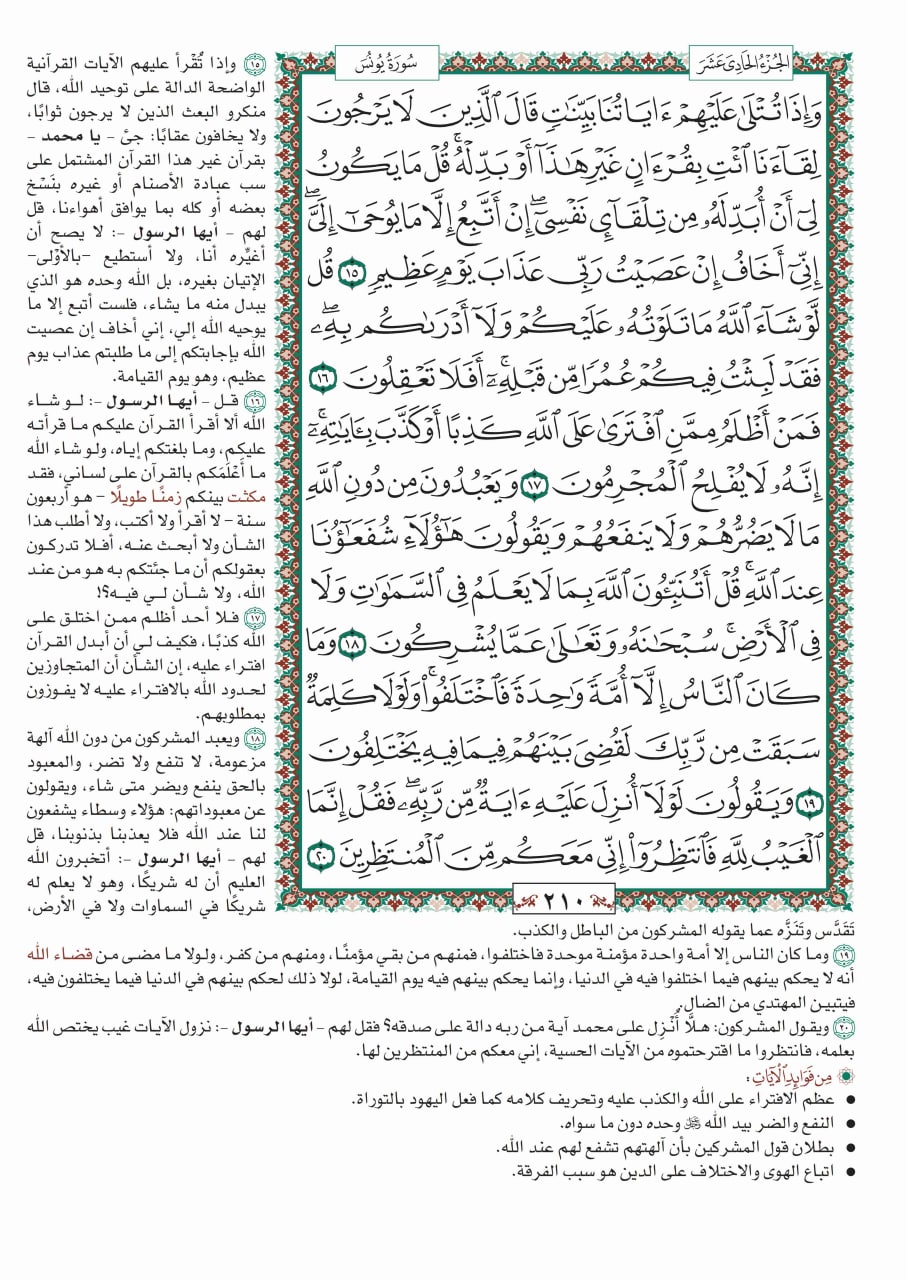 الجُزْءُ الحَادِي عَشَرَ
سُورَةُ يُونُسَ
وَإِذَا تُتْلَىٰ عَلَيْهِمْ ءَايَاتُنَا بَيِّنَٰتٖ قَالَ ٱلَّذِينَ لَا يَرْجُونَ
لِقَآءَنَا ٱئْتِ بِقُرْءَانٍ غَيْرِ هَٰذَآ أَوْ بَدِّلْهُۚ قُلْ مَا يَكُونُ
لِيٓ أَنْ أُبَدِّلَهُۥ مِن تِلْقَآيِٕ نَفْسِيٓۖ إِنْ أَتَّبِعُ إِلَّا مَا يُوحَىٰٓ إِلَيَّۖ
إِنِّيٓ أَخَافُ إِنْ عَصَيْتُ رَبِّي عَذَابَ يَوْمٍ عَظِيمٖ ١٥ قُل
لَّوْ شَآءَ ٱللَّهُ مَا تَلَوْتُهُۥ عَلَيْكُمْ وَلَآ أَدْرَىٰكُم بِهِۦۖ
فَقَدْ لَبِثْتُ فِيكُمْ عُمُرٗا مِّن قَبْلِهِۦٓۚ أَفَلَا تَعْقِلُونَ ١٦
فَمَنْ أَظْلَمُ مِمَّنِ ٱفْتَرَىٰ عَلَى ٱللَّهِ كَذِبًا أَوْ كَذَّبَ بِـَٔايَٰتِهِۦٓۚ
إِنَّهُۥ لَا يُفْلِحُ ٱلْمُجْرِمُونَ ١٧ وَيَعْبُدُونَ مِن دُونِ ٱللَّهِ
مَا لَا يَضُرُّهُمْ وَلَا يَنفَعُهُمْ وَيَقُولُونَ هَٰٓؤُلَآءِ شُفَعَٰٓؤُنَا
عِندَ ٱللَّهِۚ قُلْ أَتُنَبِّـُٔونَ ٱللَّهَ بِمَا لَا يَعْلَمُ فِي ٱلسَّمَٰوَٰتِ وَلَا
فِي ٱلْأَرْضِۚ سُبْحَٰنَهُۥ وَتَعَٰلَىٰ عَمَّا يُشْرِكُونَ ١٨ وَمَا
كَانَ ٱلنَّاسُ إِلَّآ أُمَّةٗ وَٰحِدَةٗ فَٱخْتَلَفُواْۚ وَلَوْلَا كَلِمَةٞ
سَبَقَتْ مِن رَّبِّكَ لَقُضِيَ بَيْنَهُمْ فِيمَا فِيهِ يَخْتَلِفُونَ
١٩ وَيَقُولُونَ لَوْلَآ أُنزِلَ عَلَيْهِ ءَايَةٞ مِّن رَّبِّهِۦۖ فَقُلْ إِنَّمَا
ٱلْغَيْبُ لِلَّهِ فَٱنتَظِرُوٓاْ إِنِّي مَعَكُم مِّنَ ٱلْمُنتَظِرِينَ ٢٠
٢١٠
١٥ وإذا تُقْرأ عليهم الآيات القرآنية
الواضحة الدالة على توحيد الله، قال
منكرو البعث الذين لا يرجون ثوابًا،
ولا يخافون عقابًا: جئْ - يا محمد -
بقرآن غير هذا القرآن المشتمل على
سب عبادة الأصنام أو غيره بنَسْخ
بعضه أو كله بما يوافق أهواءنا، قل
لهم - أيها الرسول -: لا يصح أن
أغيِّره أنا، ولا أستطيع -بالأوْلى-
الإتيان بغيره، بل الله وحده هو الذي
يبدل منه ما يشاء، فلست أتبع إلا ما
يوحيه الله إلي، إني أخاف إن عصيت
الله بإجابتكم إلى ما طلبتم عذاب يوم
عظيم، وهو يوم القيامة.
١٦ قل - أيها الرسول -: لو شاء
الله ألا أقرأ القرآن عليكم ما قرأته
عليكم، وما بلغتكم إياه، ولو شاء الله
ما أَعْلَمَكم بالقرآن على لساني، فقد
مكثت بينكم زمنًا طويلًا - هو أربعون
سنة - لا أقرأ ولا أكتب، ولا أطلب هذا
الشأن ولا أبحث عنه، أفلا تدركون
بعقولكم أن ما جئتكم به هو من عند
الله، ولا شأن لي فيه؟!
١٧ فلا أحد أظلم ممن اختلق على
الله كذبًا، فكيف لي أن أبدل القرآن
افتراء عليه، إن الشأن أن المتجاوزين
لحدود الله بالافتراء عليه لا يفوزون
بمطلوبهم.
١٨ ويعبد المشركون من دون الله آلهة
مزعومة، لا تنفع ولا تضر، والمعبود
بالحق ينفع ويضر متى شاء، ويقولون
عن معبوداتهم: هؤلاء وسطاء يشفعون
لنا عند الله فلا يعذبنا بذنوبنا، قل
لهم - أيها الرسول -: أتخبرون الله
العليم أن له شريكًا، وهو لا يعلم له
شريكًا في السماوات ولا في الأرض،
تَقَدَّس وتَنَزَّه عما يقوله المشركون من الباطل والكذب.
١٩ وما كان الناس إلا أمة واحدة مؤمنة موحدة فاختلفوا، فمنهم من بقي مؤمنًا، ومنهم من كفر، ولولا ما مضى من قضاء الله
أنه لا يحكم بينهم فيما اختلفوا فيه في الدنيا، وإنما يحكم بينهم فيه يوم القيامة، لولا ذلك لحكم بينهم في الدنيا فيما يختلفون فيه،
فيتبين المهتدي من الضال.
٢٠ ويقول المشركون: هلَّا أُنْزِل على محمد آية من ربه دالة على صدقه؟ فقل لهم - أيها الرسول -: نزول الآيات غيب يختص الله
بعلمه، فانتظروا ما اقترحتموه من الآيات الحسية، إني معكم من المنتظرين لها.
مِن فَوَائِدِ الْآيَاتِ:
● عظم الافتراء على الله والكذب عليه وتحريف كلامه كما فعل اليهود بالتوراة.
● النفع والضر بيد الله ﷻ وحده دون ما سواه.
● بطلان قول المشركين بأن آلهتهم تشفع لهم عند الله.
● اتباع الهوى والاختلاف على الدين هو سبب الفرقة.